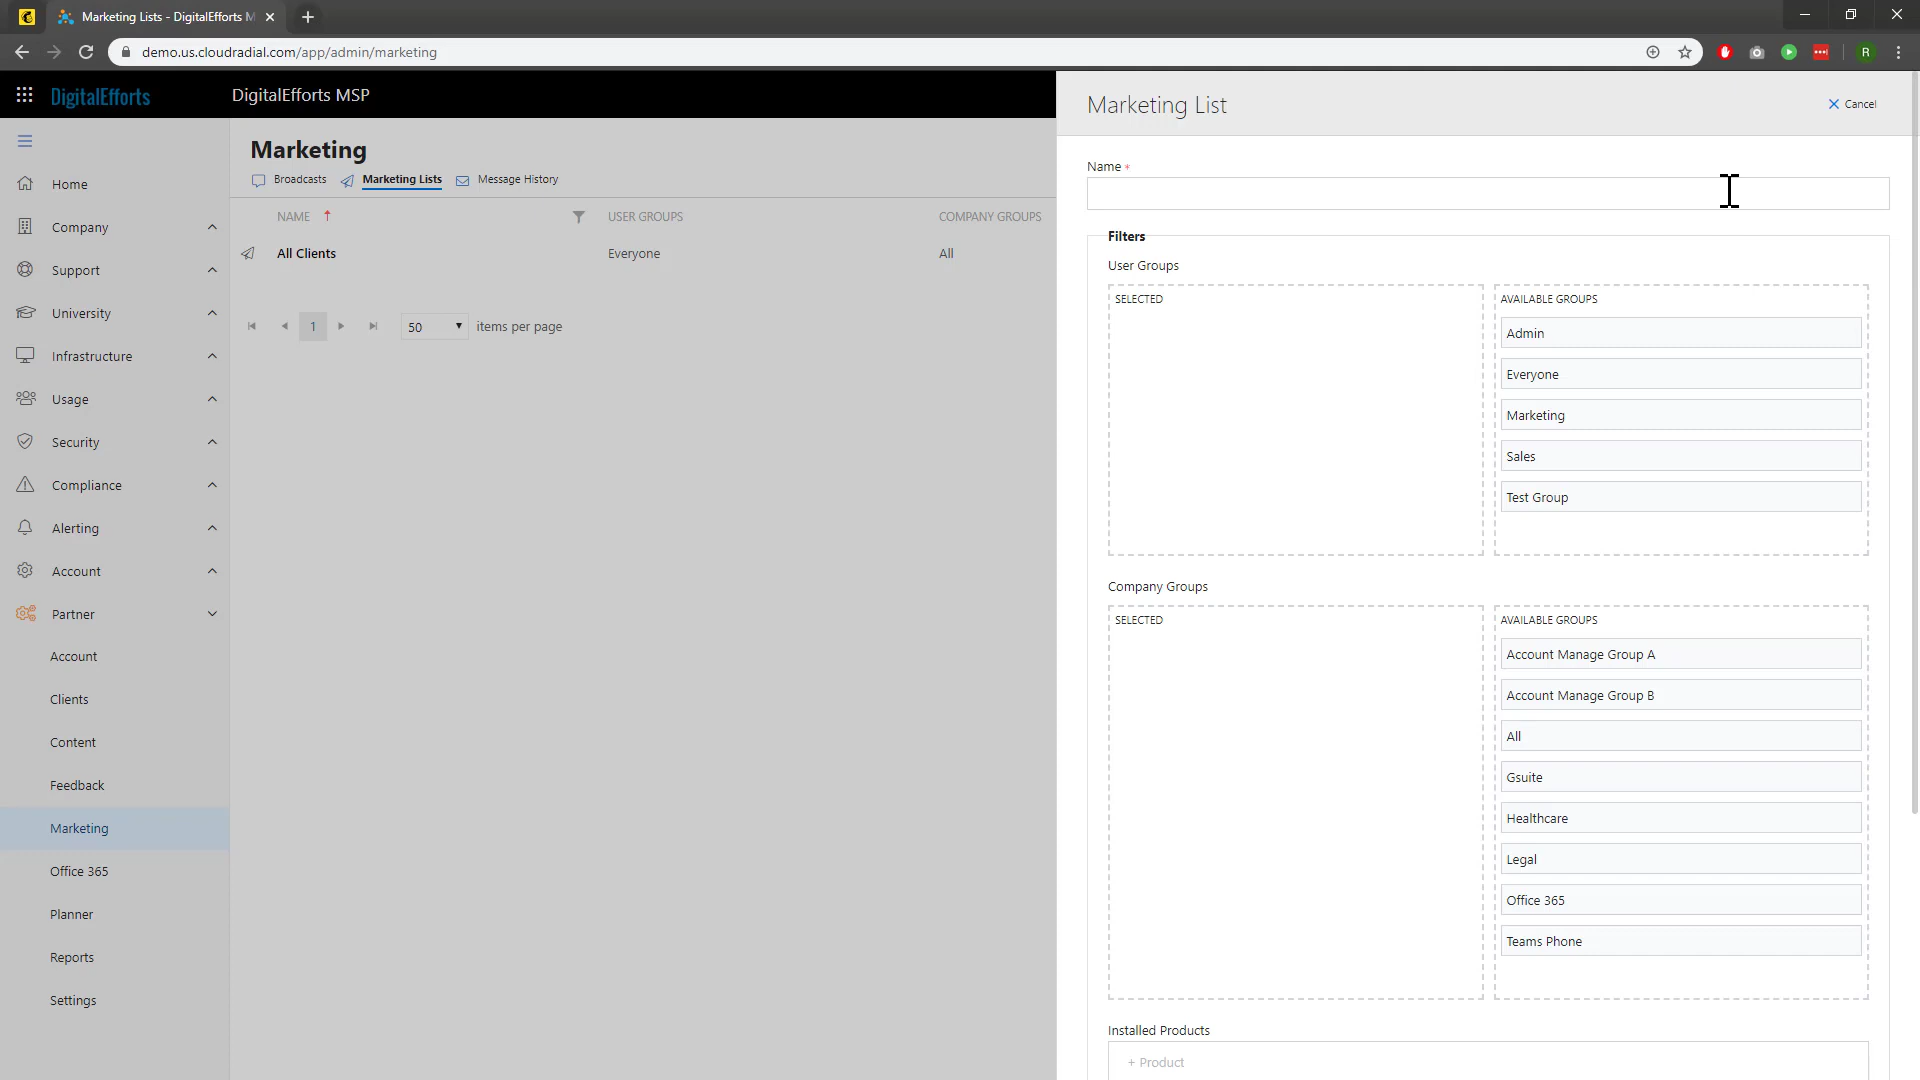 Marketing Lists - DigitalEfforts M
demo.us.cloudradial.com/app/admin/marketing
R
DigitalEfforts
DigitalEfforts MSP
Home
Company
Support
University
Infrastructure
Usage
Security
Compliance
Alerting
Account
Partner
Account
Clients
Content
Feedback
Marketing
Office 365
Planner
Reports
Settings
Marketing
Broadcasts
Marketing Lists
Message History
NAME
USER GROUPS
COMPANY GROUPS
All Clients
Everyone
All
1
50
items per page
Marketing List
Cancel
Name *
Filters
User Groups
SELECTED
AVAILABLE GROUPS
Admin
Everyone
Marketing
Sales
Test Group
Company Groups
SELECTED
AVAILABLE GROUPS
Account Manage Group A
Account Manage Group B
All
Gsuite
Healthcare
Legal
Office 365
Teams Phone
Installed Products
+ Product